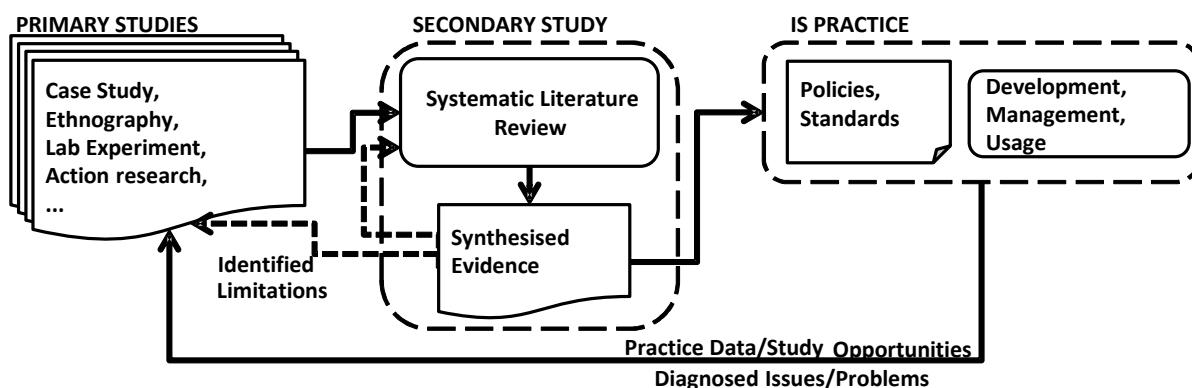 PRIMARY STUDIES
Case Study,
Ethnography,
Lab Experiment,
Action research,
...
SECONDARY STUDY
Systematic Literature
Review
Synthesised
Evidence
Identified
Limitations
IS PRACTICE
Policies,
Standards
Development,
Management,
Usage
Practice Data/Study Opportunities
Diagnosed Issues/Problems